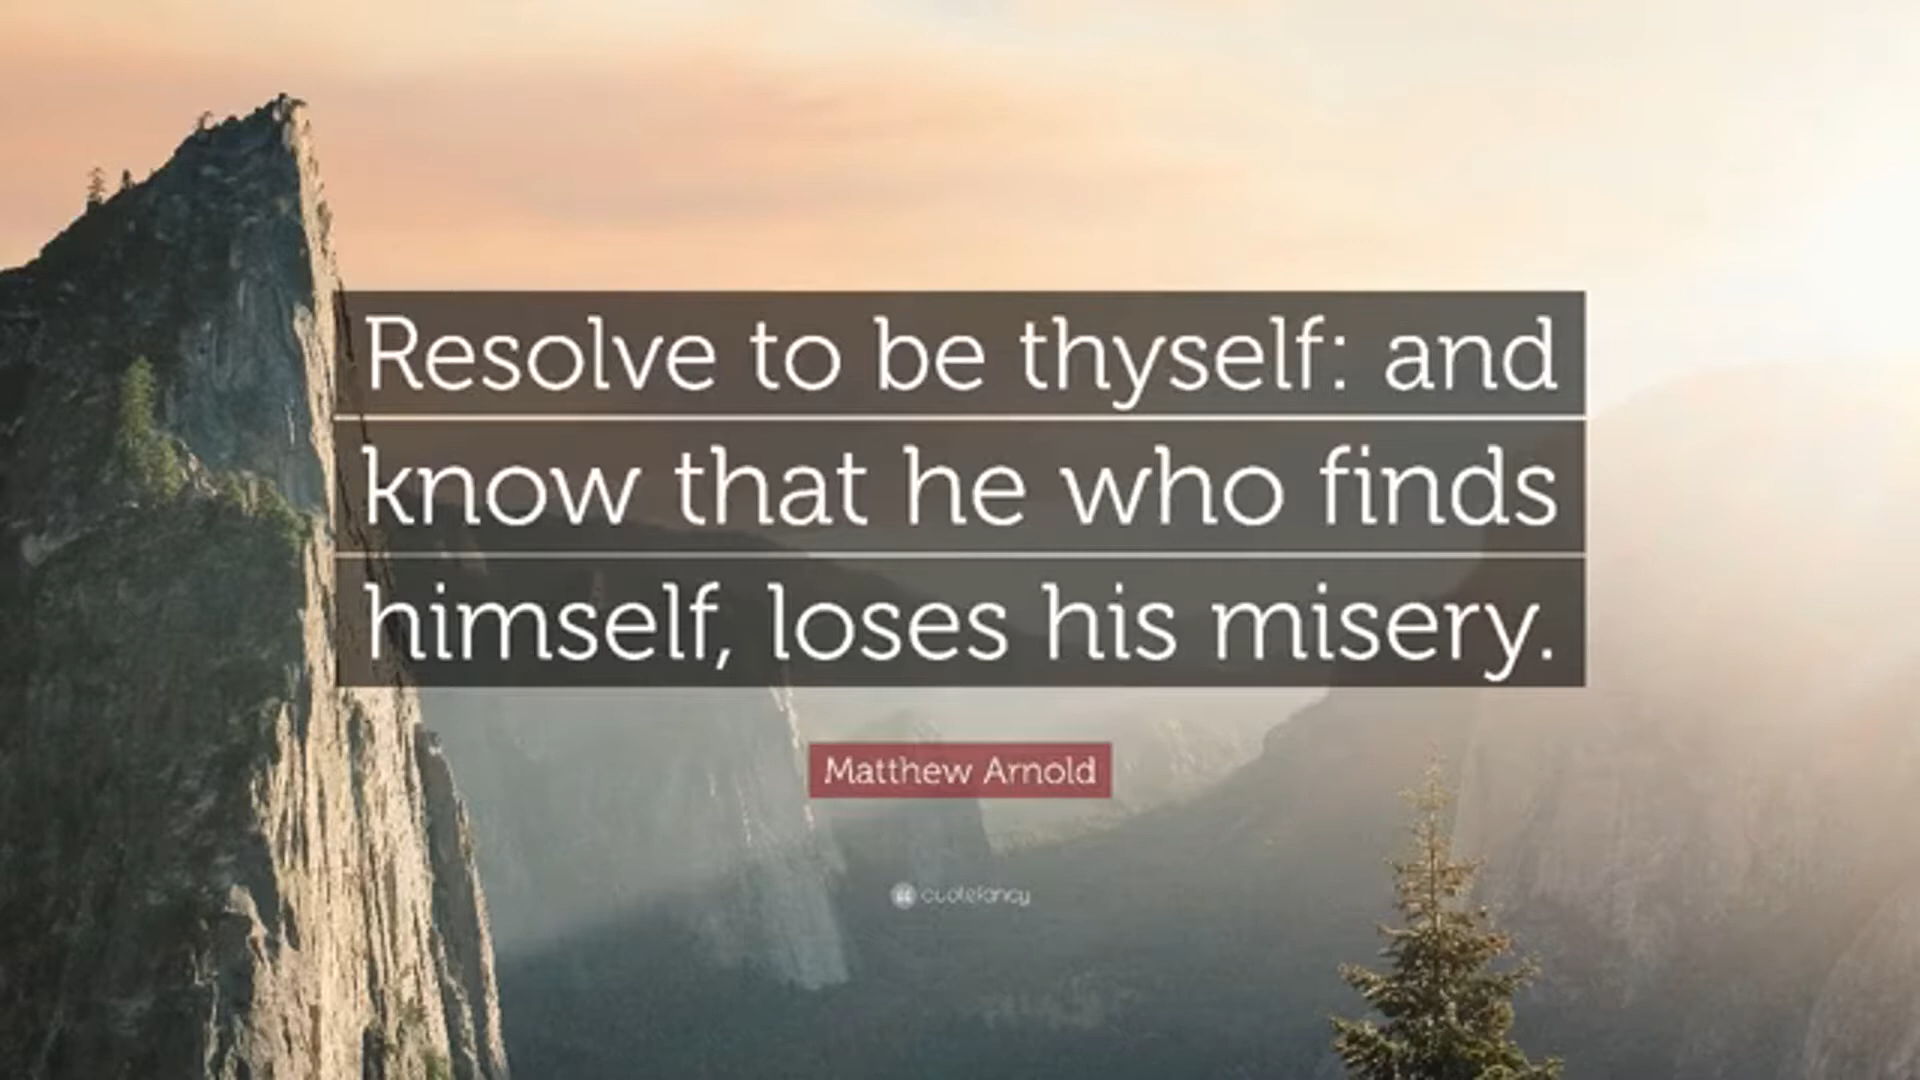 Resolve to be thyself: and
know that he who finds
himself, loses his misery.
Matthew Arnold
quotefancy